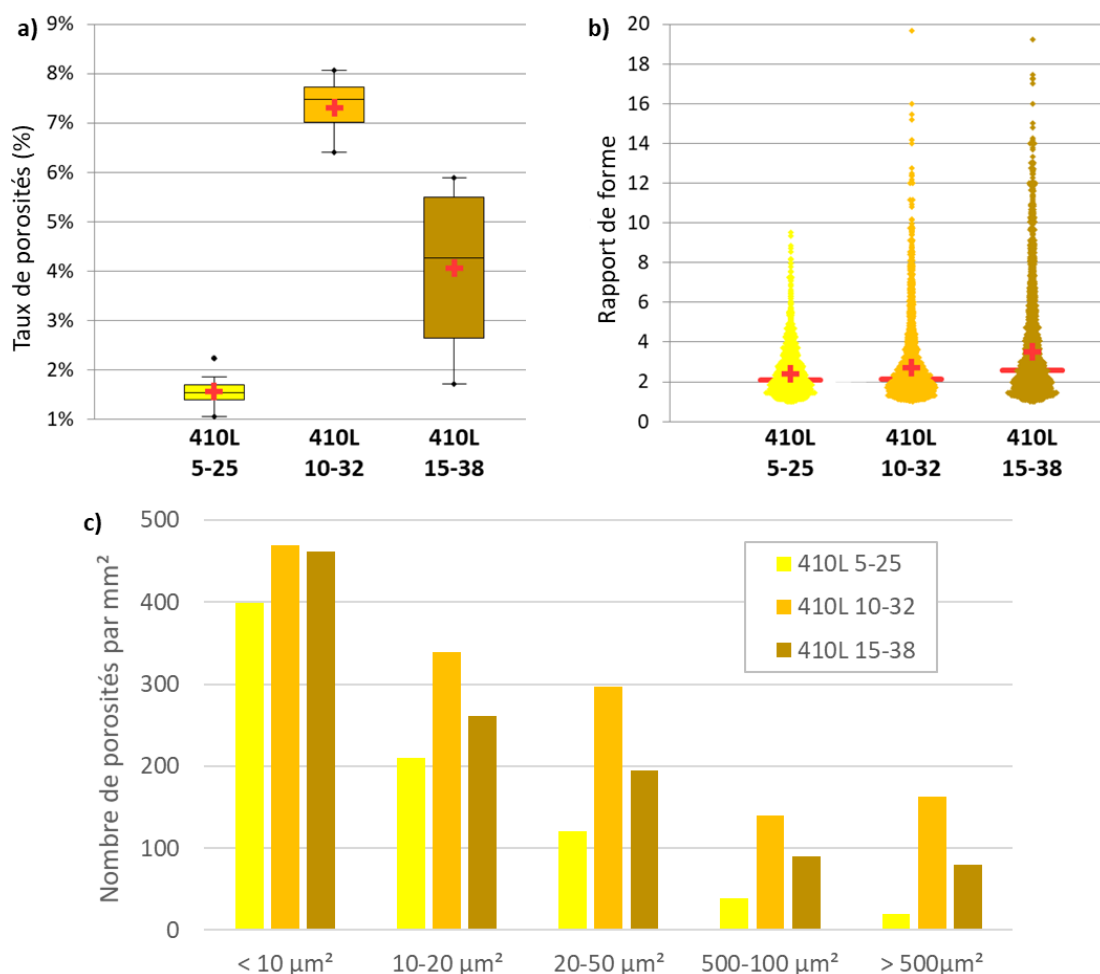 a)
Taux de porosités (%)
9%
8%
7%
6%
5%
4%
3%
2%
1%
410L 410L 410L
5-25 10-32 15-38
b)
Rapport de forme
20
18
16
14
12
10
8
6
4
2
0
410L 410L 410L
5-25 10-32 15-38
c)
Nombre de porosités par mm²
500
400
300
200
100
0
410L 5-25
410L 10-32
410L 15-38
< 10 µm² 10-20 µm² 20-50 µm² 500-100 µm² > 500µm²